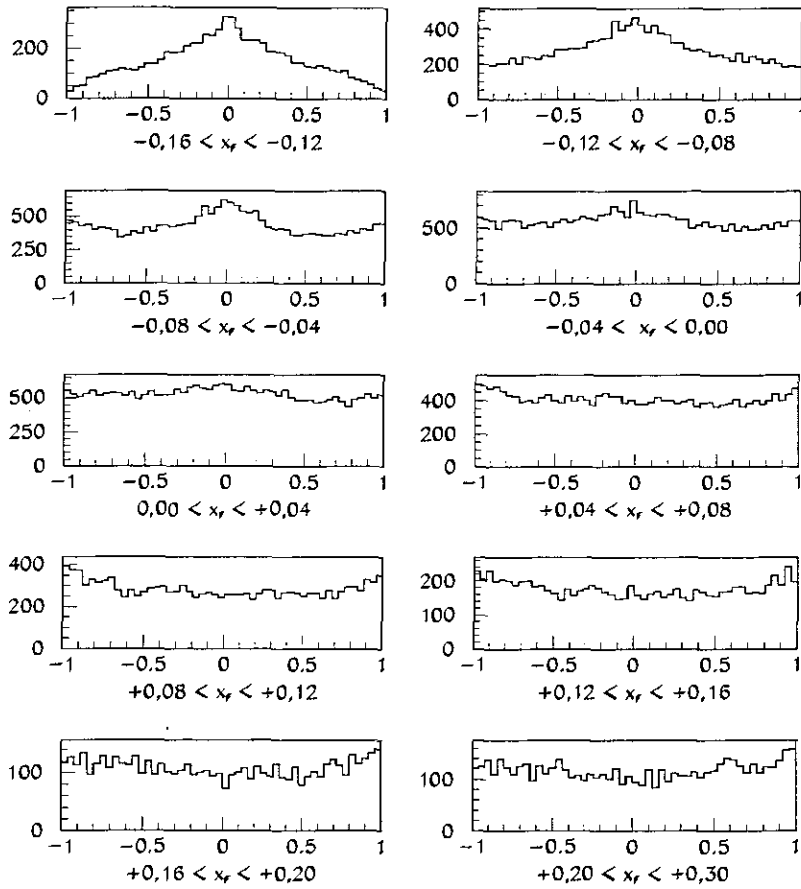 200
0
-1 -0.5 0 0.5 1
-0,16 < x_F < -0,12
400
200
0
-1 -0.5 0 0.5 1
-0,12 < x_F < -0,08
500
250
0
-1 -0.5 0 0.5 1
-0,08 < x_F < -0,04
500
0
-1 -0.5 0 0.5 1
-0,04 < x_F < 0,00
500
250
0
-1 -0.5 0 0.5 1
0,00 < x_F < +0,04
400
200
0
-1 -0.5 0 0.5 1
+0,04 < x_F < +0,08
400
200
0
-1 -0.5 0 0.5 1
+0,08 < x_F < +0,12
200
100
0
-1 -0.5 0 0.5 1
+0,12 < x_F < +0,16
100
0
-1 -0.5 0 0.5 1
+0,16 < x_F < +0,20
100
0
-1 -0.5 0 0.5 1
+0,20 < x_F < +0,30